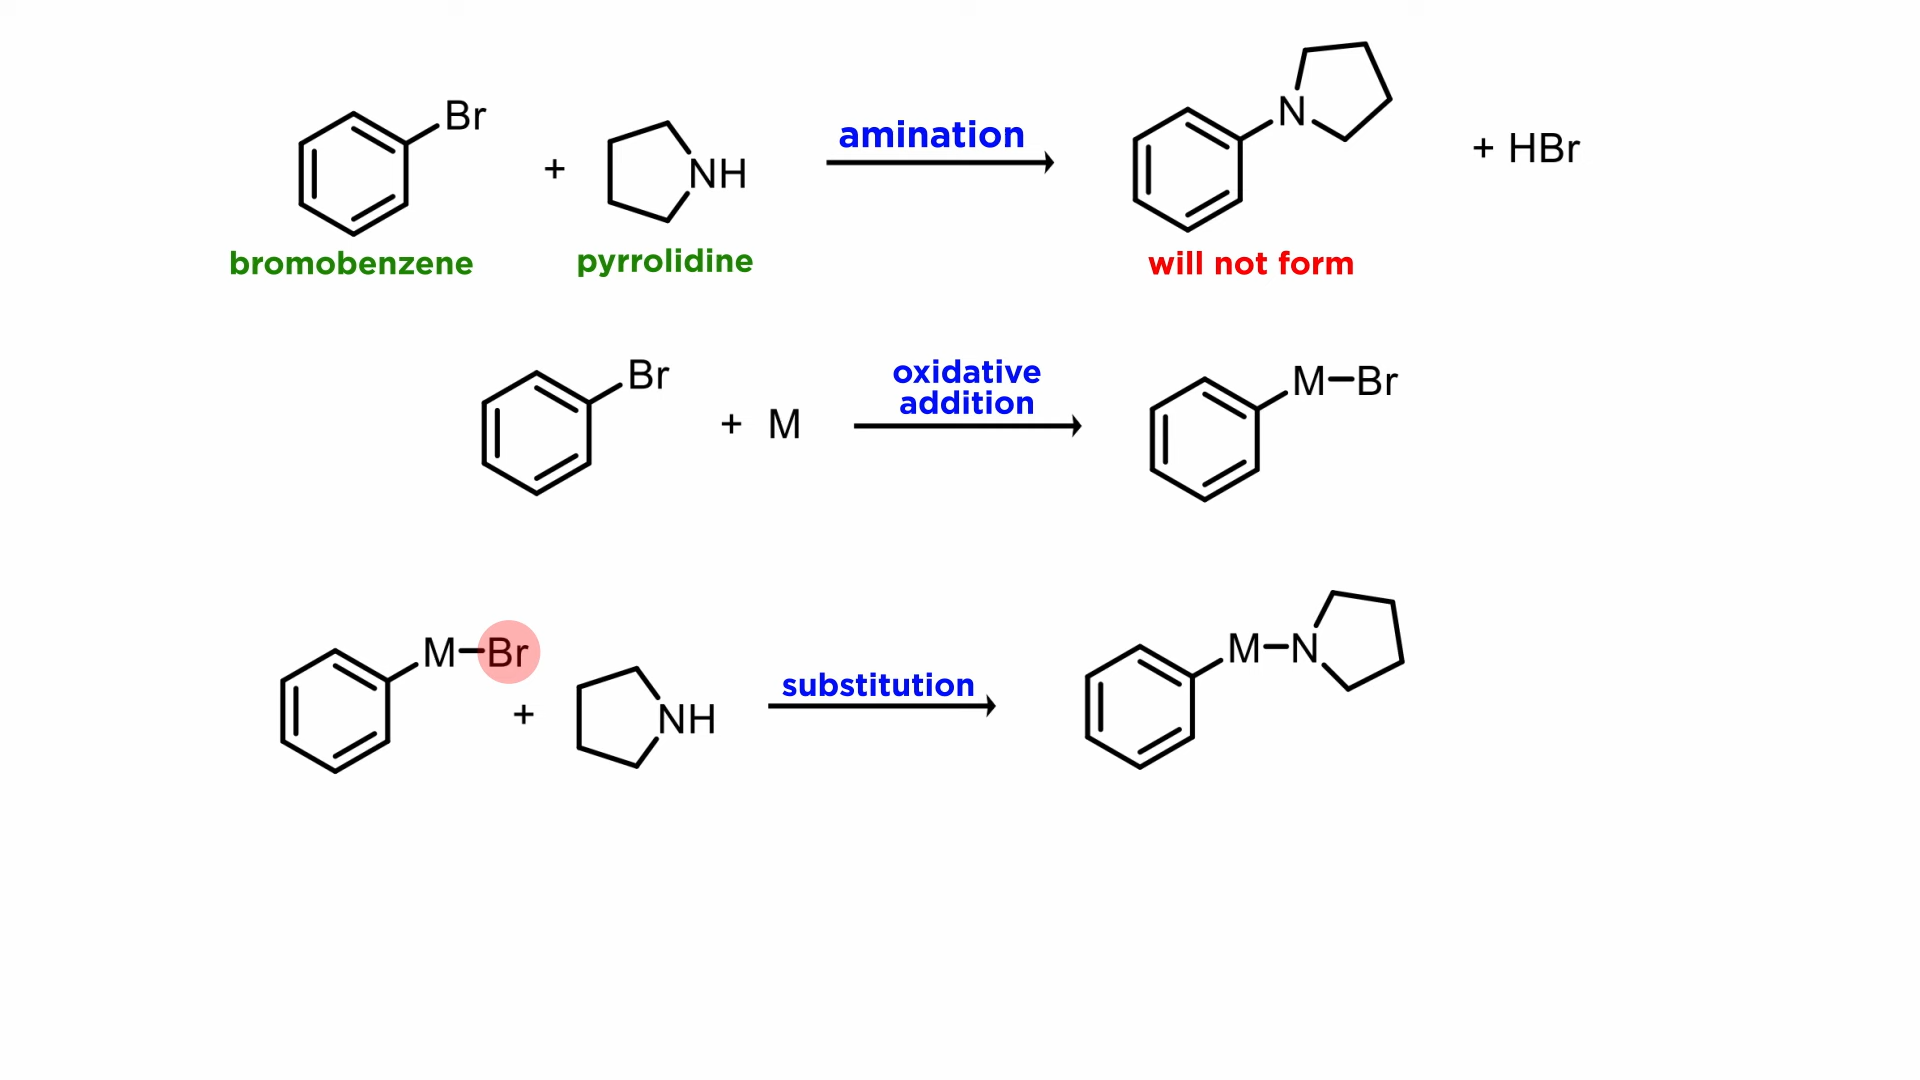 Br
+
NH
amination
N
+ HBr
bromobenzene
pyrrolidine
will not form
Br
+ M
oxidative
addition
M–Br
M–Br
+
NH
substitution
M–N